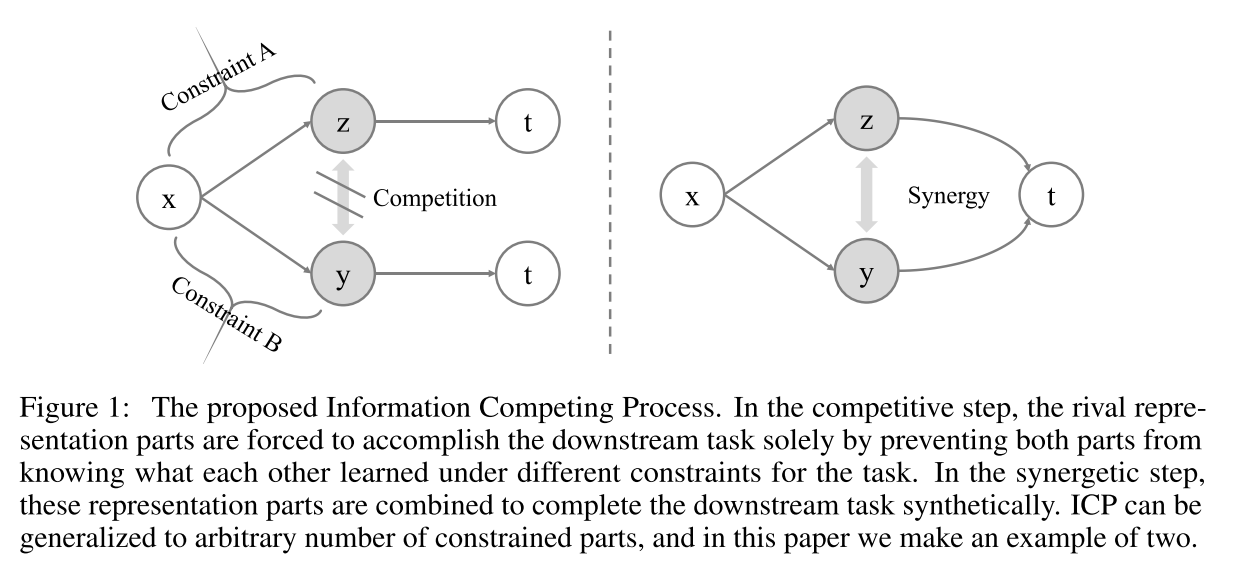 Constraint A
z
t
x
Competition
y
t
Constraint B
z
x
Synergy
t
y
Figure 1: The proposed Information Competing Process. In the competitive step, the rival repre-
sentation parts are forced to accomplish the downstream task solely by preventing both parts from
knowing what each other learned under different constraints for the task. In the synergetic step,
these representation parts are combined to complete the downstream task synthetically. ICP can be
generalized to arbitrary number of constrained parts, and in this paper we make an example of two.